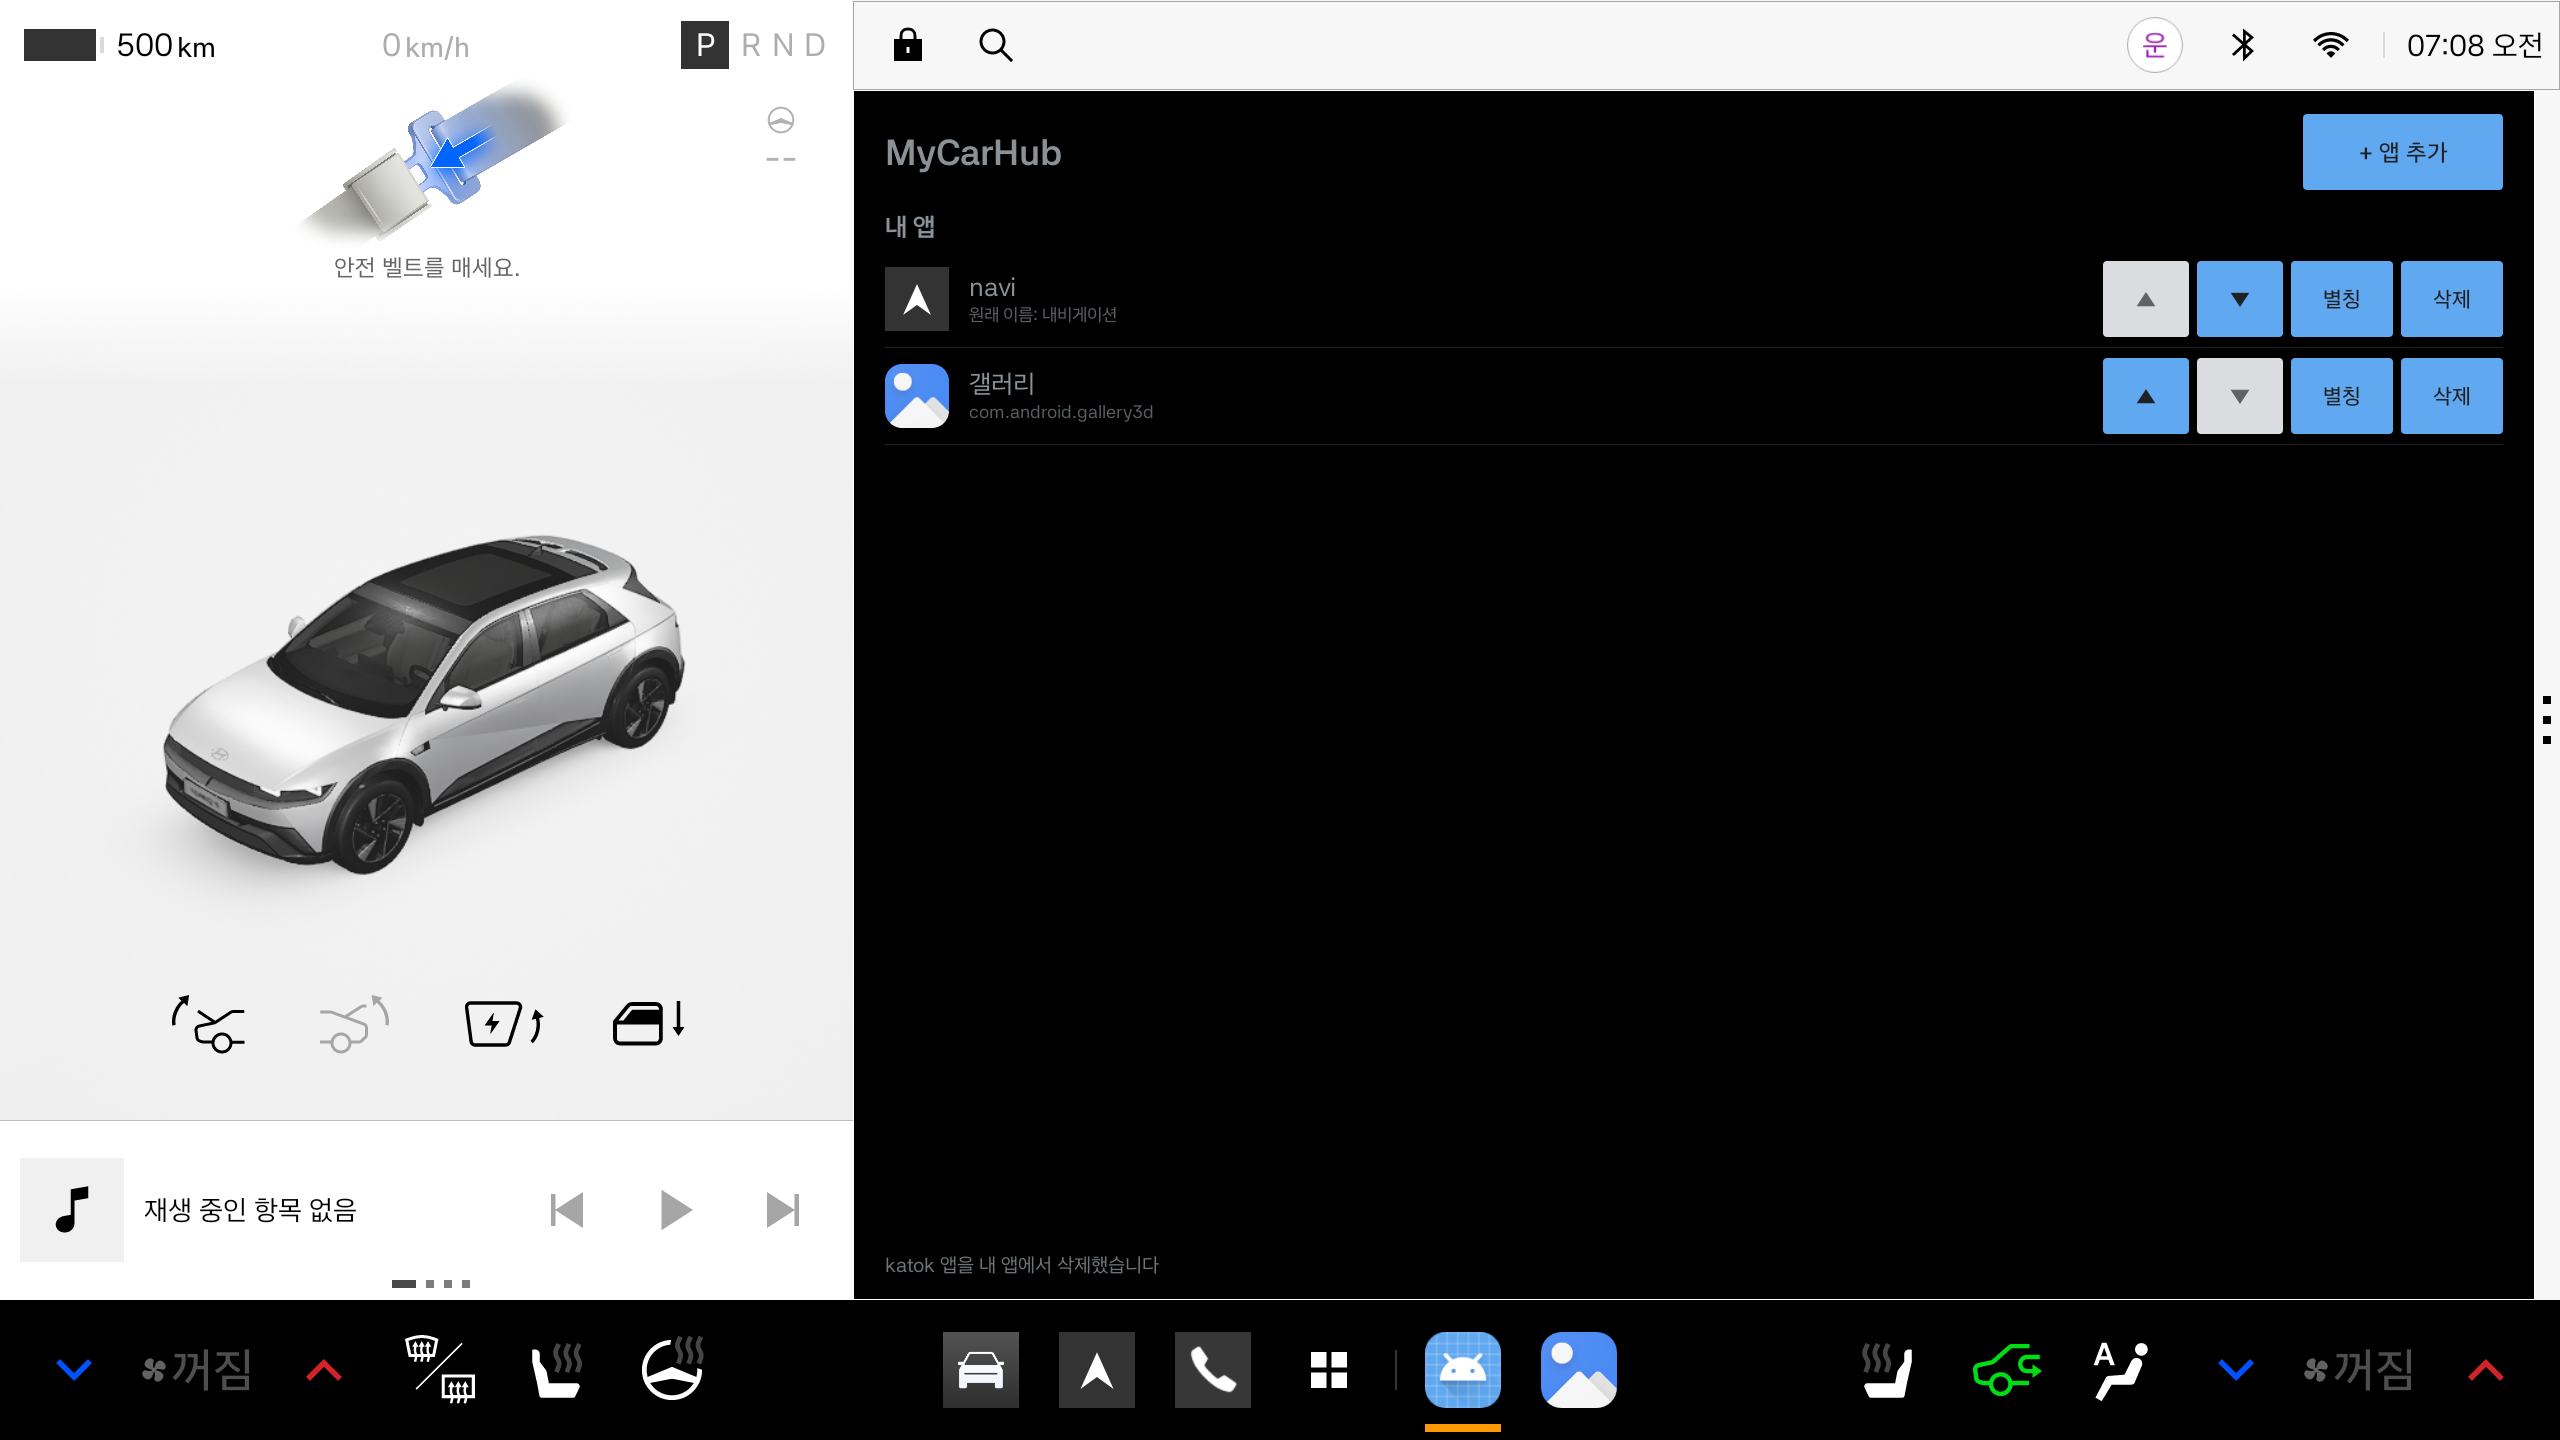 500 km
0 km/h
P R N D
운
07:08 오전
안전 벨트를 매세요.
--
MyCarHub
+ 앱 추가
내 앱
navi
원래 이름: 내비게이션
▲ ▼ 별칭 삭제
갤러리
com.android.gallery3d
▲ ▼ 별칭 삭제
재생 중인 항목 없음
katok 앱을 내 앱에서 삭제했습니다
꺼짐
A
꺼짐